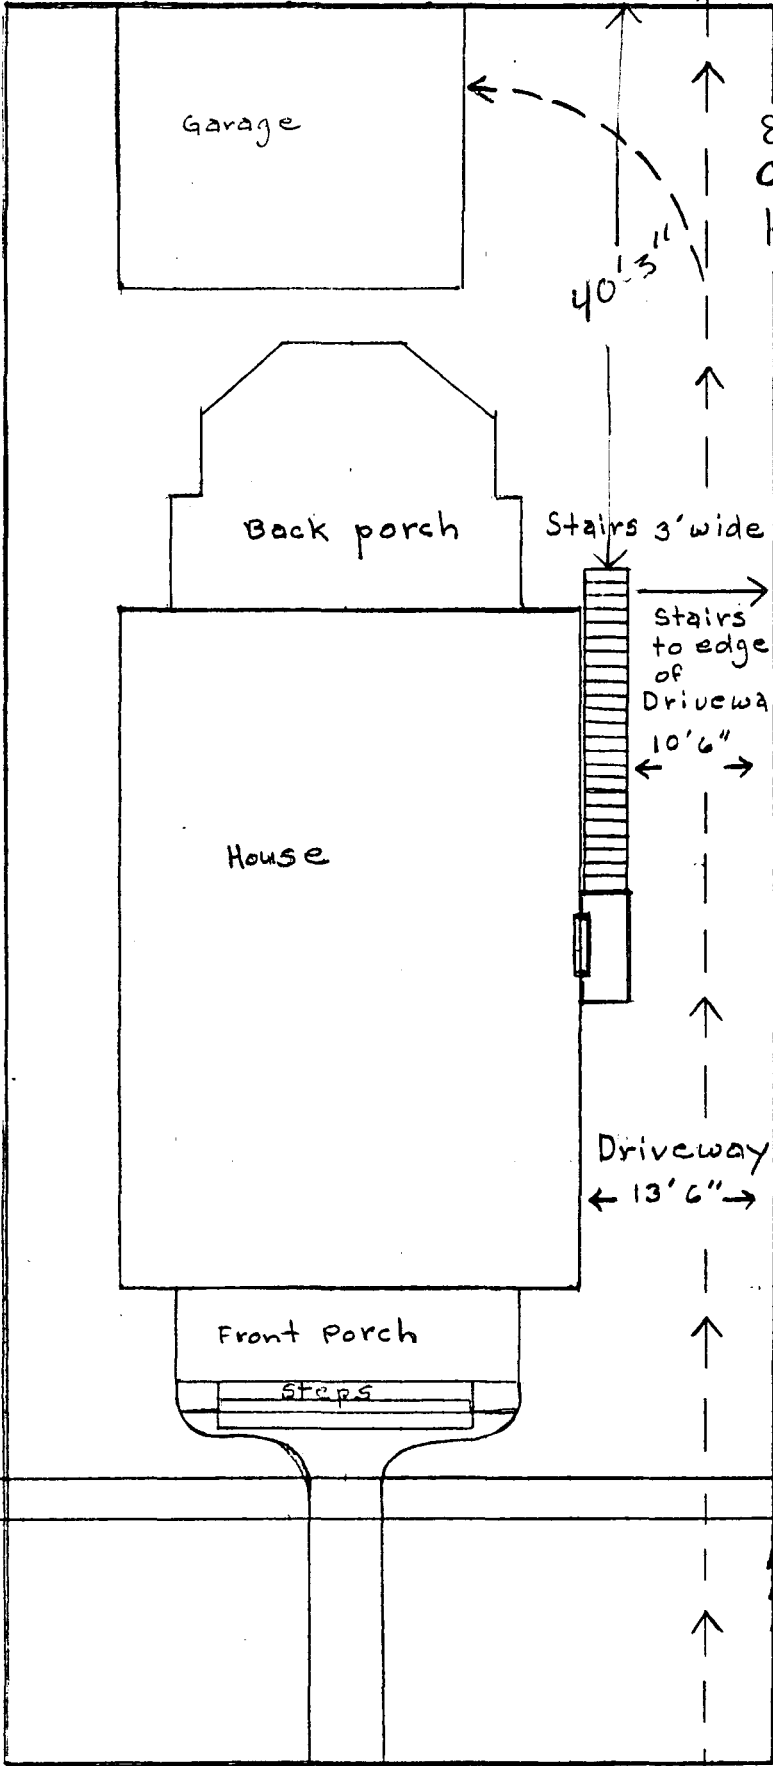 Garage
40'-3"
Back porch
Stairs 3' wide
Stairs
to edge
of
Drivewa
10'6"
House
Driveway
13'6"
Front Porch
Steps